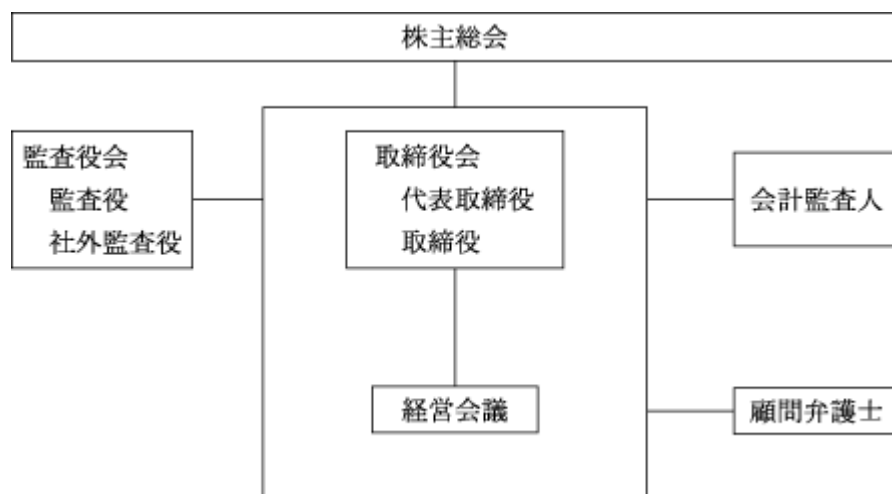 株主総会
監査役会
監査役
社外監査役
取締役会
代表取締役
取締役
会計監査人
経営会議
顧問弁護士